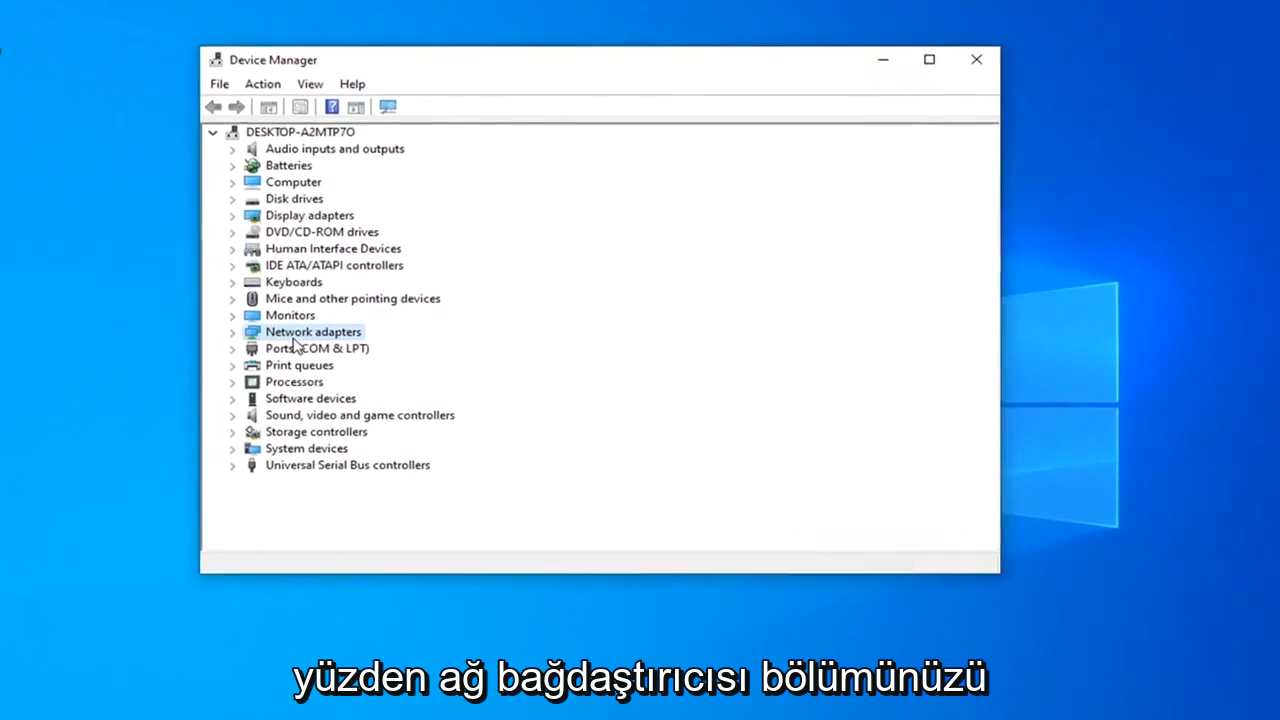 Device Manager
File Action View Help
DESKTOP-A2MTP7O
Audio inputs and outputs
Batteries
Computer
Disk drives
Display adapters
DVD/CD-ROM drives
Human Interface Devices
IDE ATA/ATAPI controllers
Keyboards
Mice and other pointing devices
Monitors
Network adapters
Ports (COM & LPT)
Print queues
Processors
Software devices
Sound, video and game controllers
Storage controllers
System devices
Universal Serial Bus controllers
yüzden ağ bağdaştırıcısı bölümünüzü